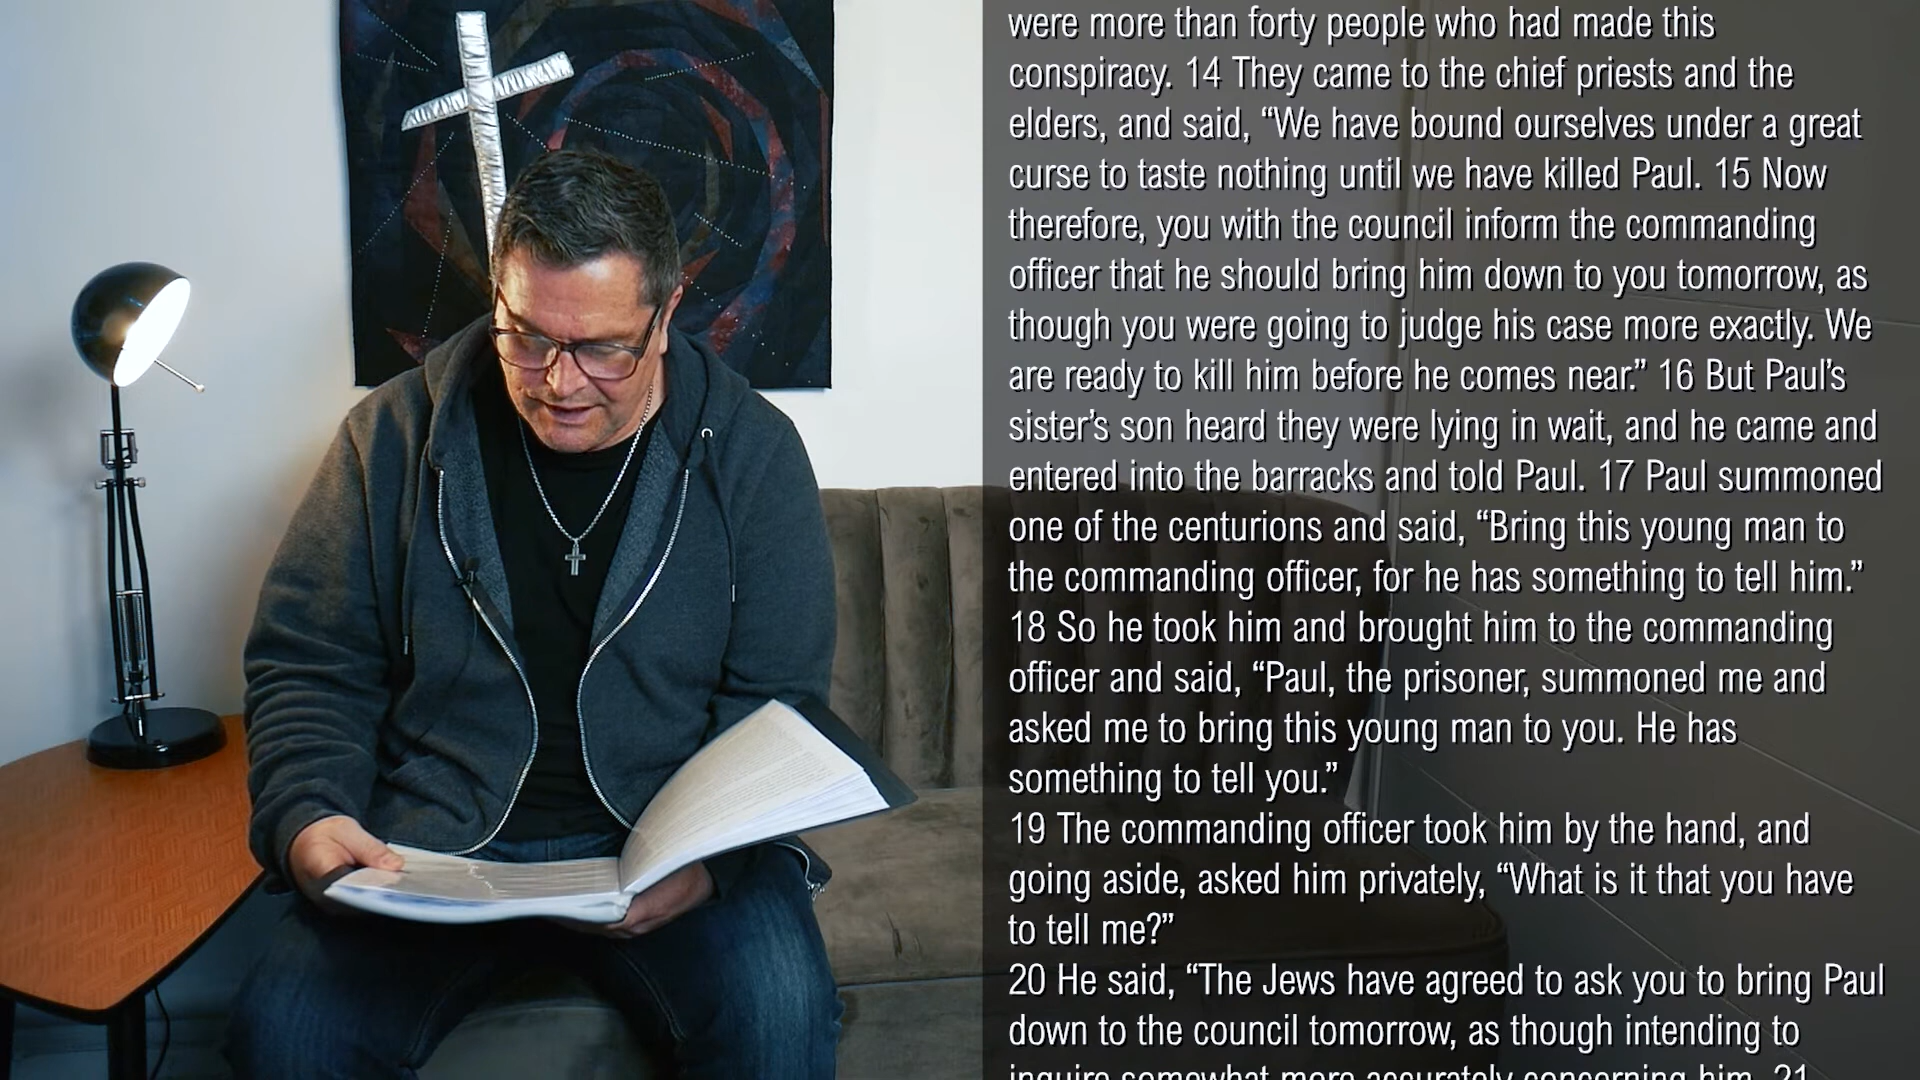 were more than forty people who had made this
conspiracy. 14 They came to the chief priests and the
elders, and said, “We have bound ourselves under a great
curse to taste nothing until we have killed Paul. 15 Now
therefore, you with the council inform the commanding
officer that he should bring him down to you tomorrow, as
though you were going to judge his case more exactly. We
are ready to kill him before he comes near.” 16 But Paul’s
sister’s son heard they were lying in wait, and he came and
entered into the barracks and told Paul. 17 Paul summoned
one of the centurions and said, “Bring this young man to
the commanding officer, for he has something to tell him.”
18 So he took him and brought him to the commanding
officer and said, “Paul, the prisoner, summoned me and
asked me to bring this young man to you. He has
something to tell you.”
19 The commanding officer took him by the hand, and
going aside, asked him privately, “What is it that you have
to tell me?”
20 He said, “The Jews have agreed to ask you to bring Paul
down to the council tomorrow, as though intending to
inquire somewhat more accurately concerning him. 21